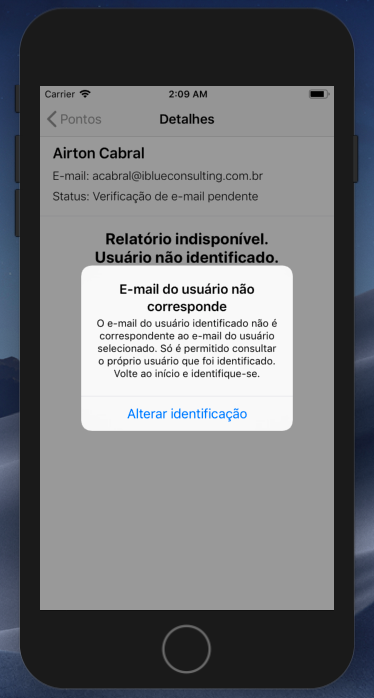 Carrier 2:09 AM
Pontos Detalhes
Airton Cabral
E-mail: acabral@iblueconsulting.com.br
Status: Verificação de e-mail pendente
Relatório indisponível.
Usuário não identificado.
E-mail do usuário não
corresponde
O e-mail do usuário identificado não é
correspondente ao e-mail do usuário
selecionado. Só é permitido consultar
o próprio usuário que foi identificado.
Volte ao início e identifique-se.
Alterar identificação